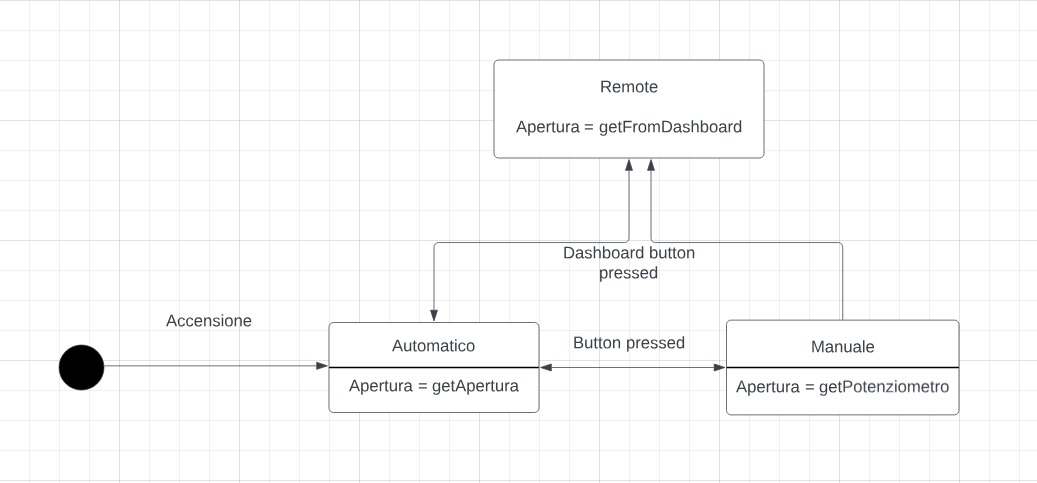 Remote
Apertura = getFromDashboard
Dashboard button
pressed
Accensione
Automatico
Apertura = getApertura
Button pressed
Manuale
Apertura = getPotenziometro